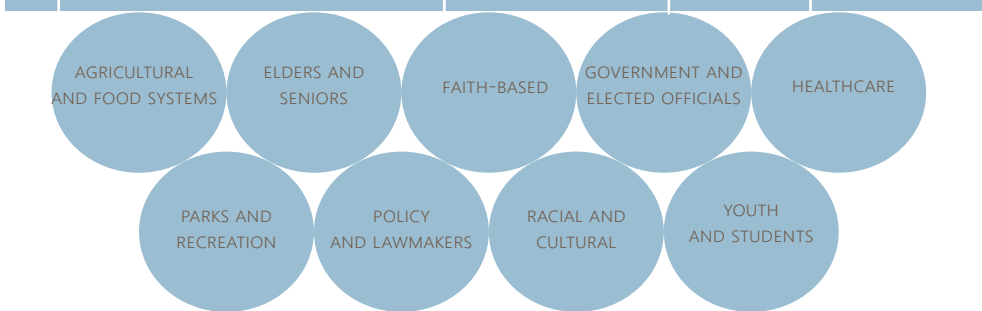 AGRICULTURAL
AND FOOD SYSTEMS
ELDERS AND
SENIORS
FAITH-BASED
GOVERNMENT AND
ELECTED OFFICIALS
HEALTHCARE
PARKS AND
RECREATION
POLICY
AND LAWMAKERS
RACIAL AND
CULTURAL
YOUTH
AND STUDENTS